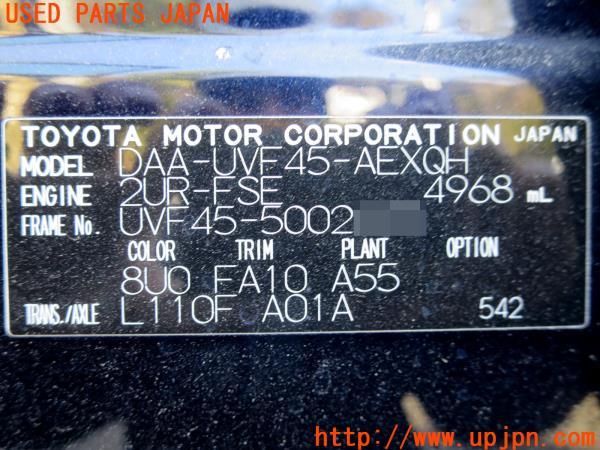 USED PARTS JAPAN
TOYOTA MOTOR CORPORATION JAPAN
MODEL DAA-UVF45-AEXQH
ENGINE 2UR-FSE 4968 mL
FRAME No. UVF45-5002
COLOR TRIM PLANT OPTION
8U0 FA10 A55
TRANS./AXLE L110F A01A 542
http://www.upjpn.com